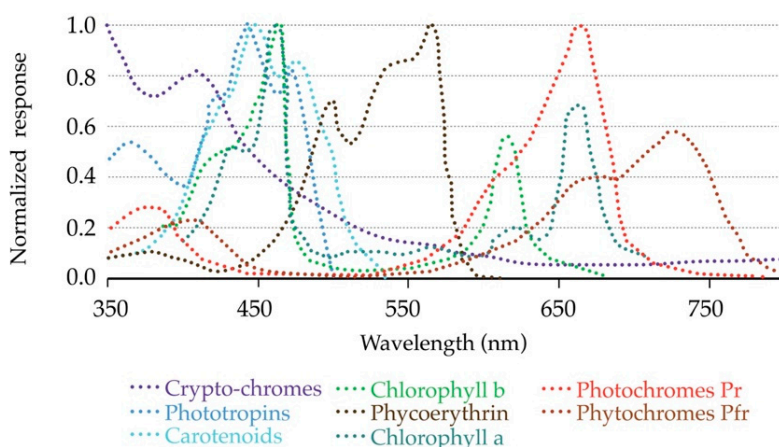 Normalized response
1.0
0.8
0.6
0.4
0.2
0.0
350
450
550
650
750
Wavelength (nm)
Crypto-chromes
Chlorophyll b
Photochromes Pr
Phototropins
Phycoerythrin
Phytochromes Pfr
Carotenoids
Chlorophyll a